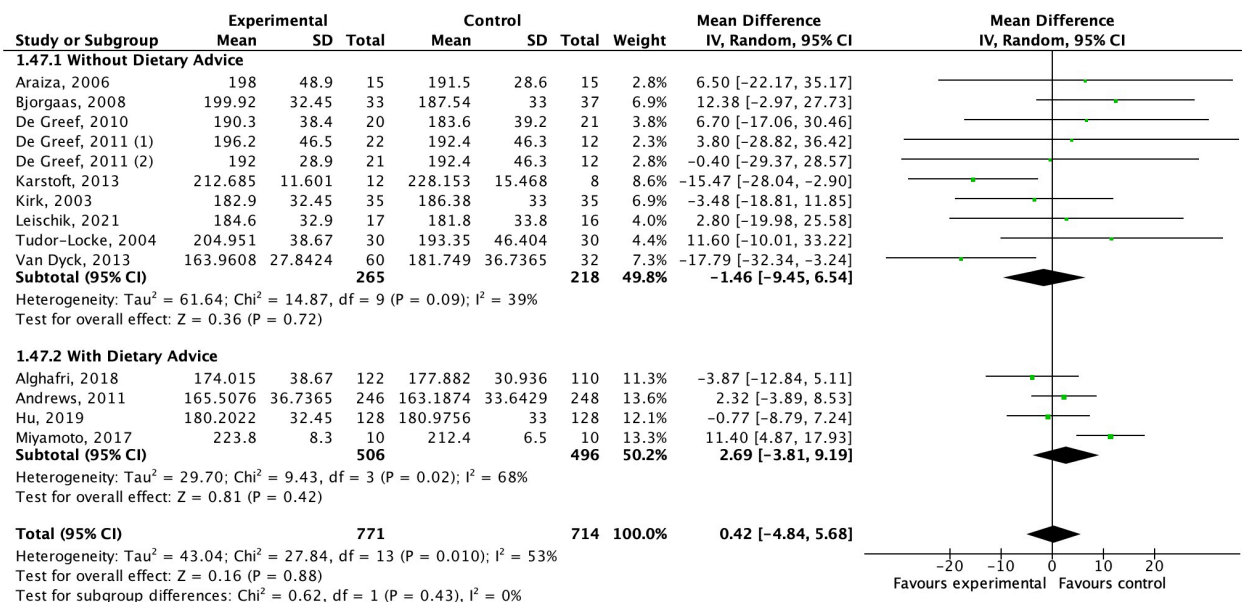 Experimental Control Mean Difference Mean Difference
Study or Subgroup Mean SD Total Mean SD Total Weight IV, Random, 95% CI IV, Random, 95% CI
1.47.1 Without Dietary Advice
Araiza, 2006 198 48.9 15 191.5 28.6 15 2.8% 6.50 [−22.17, 35.17]
Bjorgaas, 2008 199.92 32.45 33 187.54 33 37 6.9% 12.38 [−2.97, 27.73]
De Greef, 2010 190.3 38.4 20 183.6 39.2 21 3.8% 6.70 [−17.06, 30.46]
De Greef, 2011 (1) 196.2 46.5 22 192.4 46.3 12 2.3% 3.80 [−28.82, 36.42]
De Greef, 2011 (2) 192 28.9 21 192.4 46.3 12 2.8% −0.40 [−29.37, 28.57]
Karstoft, 2013 212.685 11.601 12 228.153 15.468 8 8.6% −15.47 [−28.04, −2.90]
Kirk, 2003 182.9 32.45 35 186.38 33 35 6.9% −3.48 [−18.81, 11.85]
Leischik, 2021 184.6 32.9 17 181.8 33.8 16 4.0% 2.80 [−19.98, 25.58]
Tudor-Locke, 2004 204.951 38.67 30 193.35 46.404 30 4.4% 11.60 [−10.01, 33.22]
Van Dyck, 2013 163.9608 27.8424 60 181.749 36.7365 32 7.3% −17.79 [−32.34, −3.24]
Subtotal (95% CI) 265 218 49.8% −1.46 [−9.45, 6.54]
Heterogeneity: Tau² = 61.64; Chi² = 14.87, df = 9 (P = 0.09); I² = 39%
Test for overall effect: Z = 0.36 (P = 0.72)
1.47.2 With Dietary Advice
Alghafri, 2018 174.015 38.67 122 177.882 30.936 110 11.3% −3.87 [−12.84, 5.11]
Andrews, 2011 165.5076 36.7365 246 163.1874 33.6429 248 13.6% 2.32 [−3.89, 8.53]
Hu, 2019 180.2022 32.45 128 180.9756 33 128 12.1% −0.77 [−8.79, 7.24]
Miyamoto, 2017 223.8 8.3 10 212.4 6.5 10 13.3% 11.40 [4.87, 17.93]
Subtotal (95% CI) 506 496 50.2% 2.69 [−3.81, 9.19]
Heterogeneity: Tau² = 29.70; Chi² = 9.43, df = 3 (P = 0.02); I² = 68%
Test for overall effect: Z = 0.81 (P = 0.42)
Total (95% CI) 771 714 100.0% 0.42 [−4.84, 5.68]
Heterogeneity: Tau² = 43.04; Chi² = 27.84, df = 13 (P = 0.010); I² = 53%
Test for overall effect: Z = 0.16 (P = 0.88)
Test for subgroup differences: Chi² = 0.62, df = 1 (P = 0.43), I² = 0%
−20 −10 0 10 20
Favours experimental Favours control